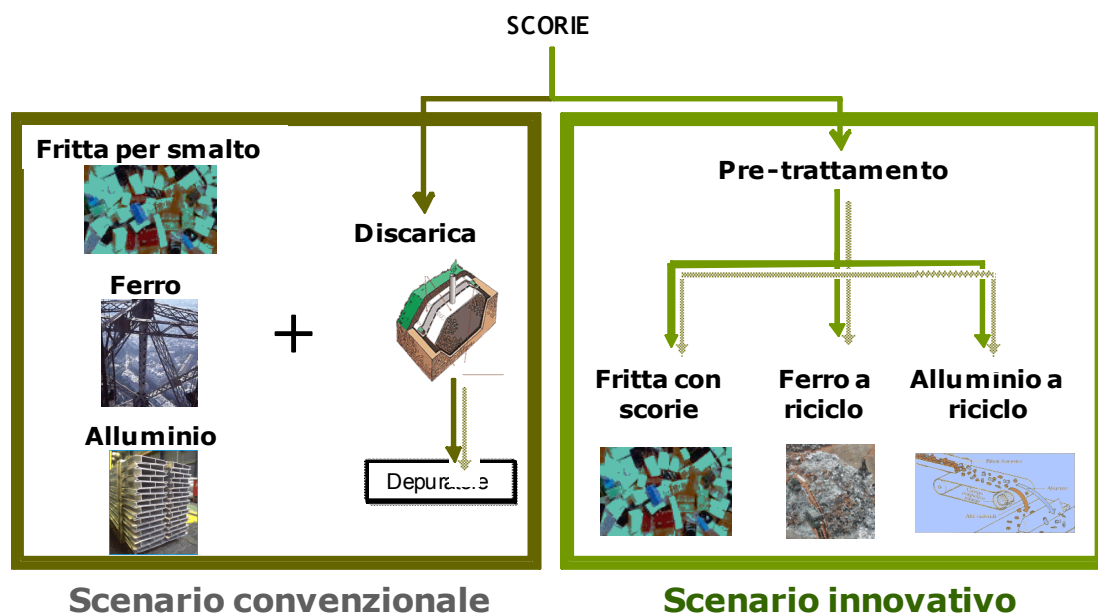 SCORIE
Fritta per smalto
Ferro
Alluminio
+
Discarica
Depuratore
Scenario convenzionale
Pre-trattamento
Fritta con
scorie
Ferro a
riciclo
Alluminio a
riciclo
Scenario innovativo